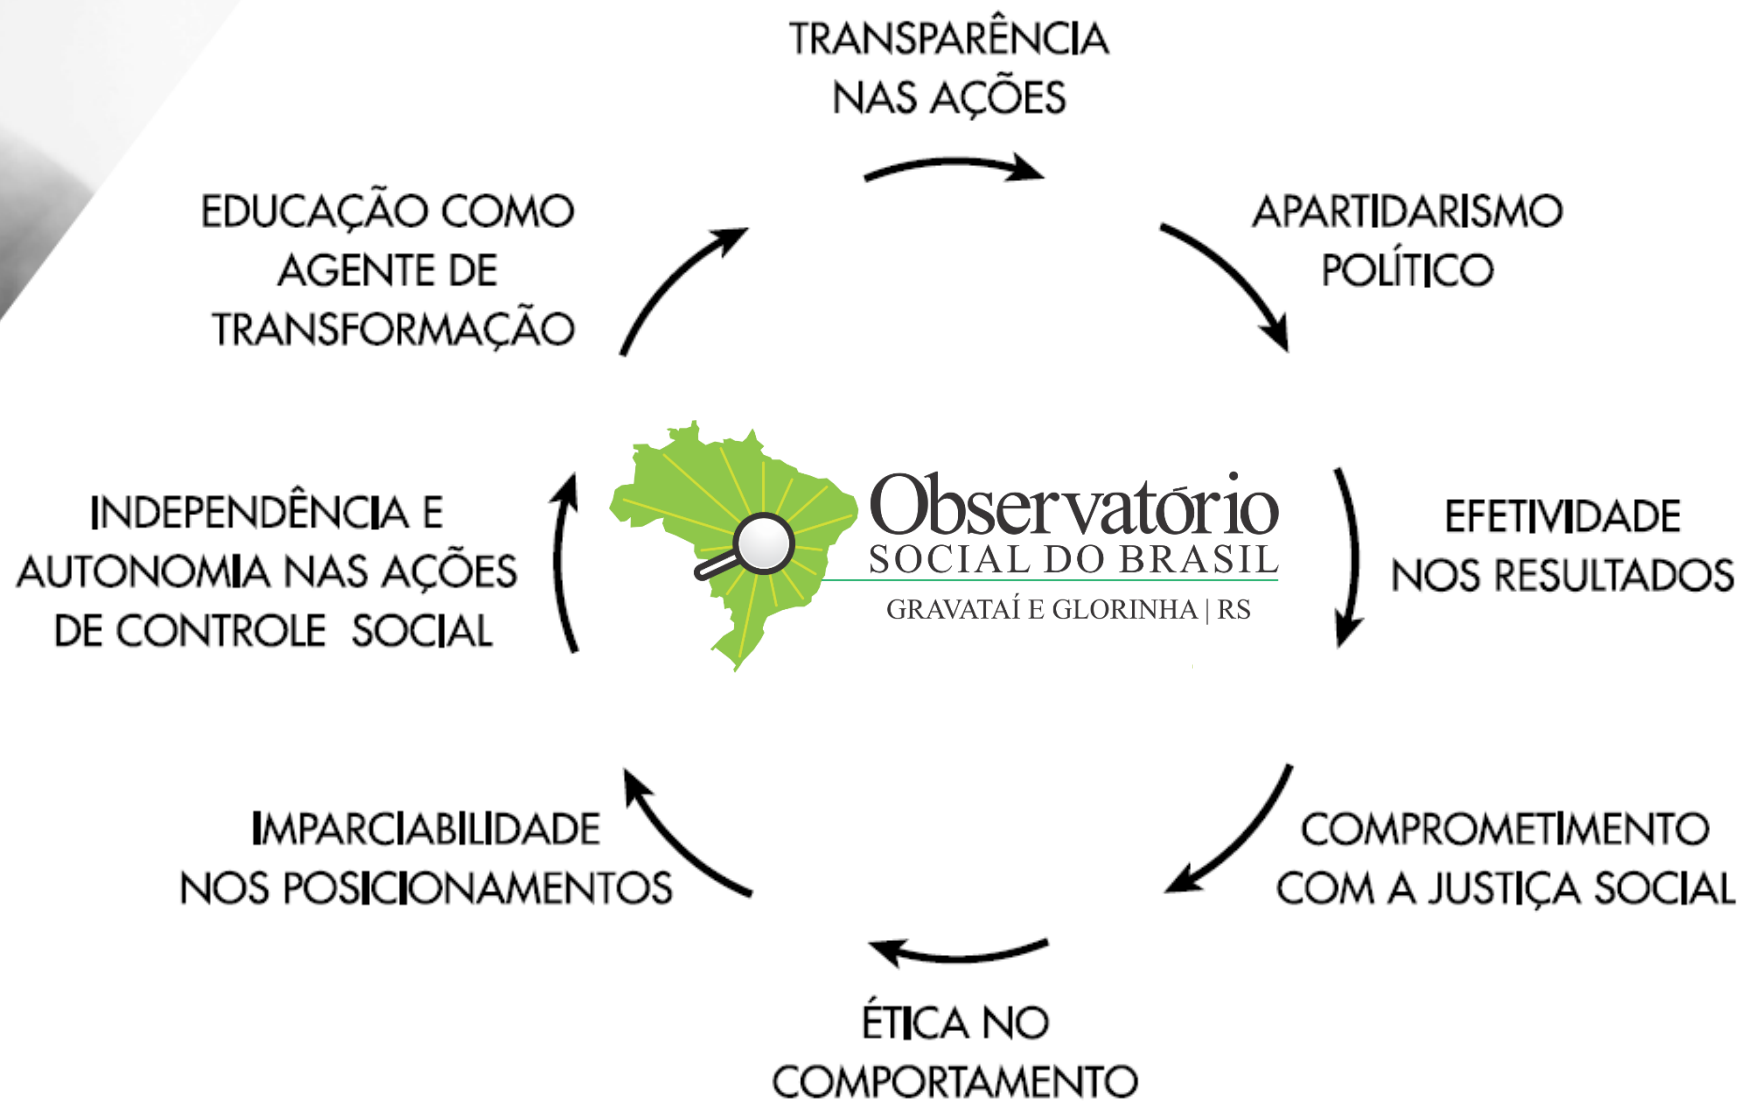 TRANSPARÊNCIA
NAS AÇÕES
APARTIDARISMO
POLÍTICO
EFETIVIDADE
NOS RESULTADOS
COMPROMETIMENTO
COM A JUSTIÇA SOCIAL
ÉTICA NO
COMPORTAMENTO
IMPARCIABILIDADE
NOS POSICIONAMENTOS
INDEPENDÊNCIA E
AUTONOMIA NAS AÇÕES
DE CONTROLE SOCIAL
EDUCAÇÃO COMO
AGENTE DE
TRANSFORMAÇÃO
Observatório
SOCIAL DO BRASIL
GRAVATAÍ E GLORINHA | RS